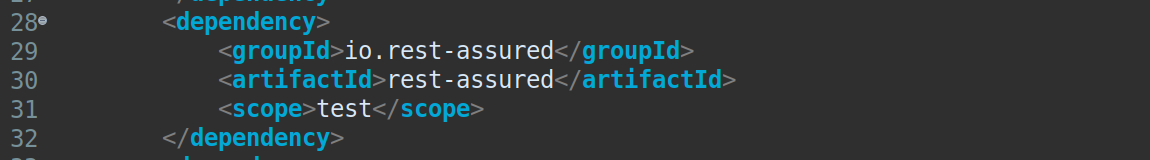 28 <dependency>
29 <groupId>io.rest-assured</groupId>
30 <artifactId>rest-assured</artifactId>
31 <scope>test</scope>
32 </dependency>